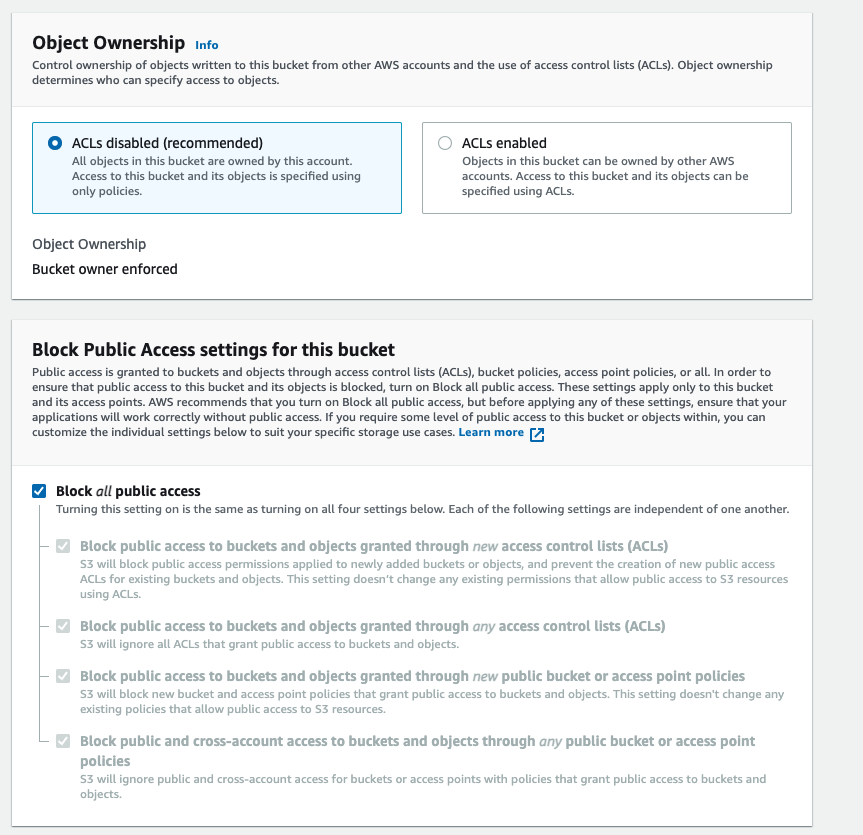 Object Ownership Info
Control ownership of objects written to this bucket from other AWS accounts and the use of access control lists (ACLs). Object ownership
determines who can specify access to objects.
ACLs disabled (recommended)
All objects in this bucket are owned by this account.
Access to this bucket and its objects is specified using
only policies.
ACLs enabled
Objects in this bucket can be owned by other AWS
accounts. Access to this bucket and its objects can be
specified using ACLs.
Object Ownership
Bucket owner enforced
Block Public Access settings for this bucket
Public access is granted to buckets and objects through access control lists (ACLs), bucket policies, access point policies, or all. In order to
ensure that public access to this bucket and its objects is blocked, turn on Block all public access. These settings apply only to this bucket
and its access points. AWS recommends that you turn on Block all public access, but before applying any of these settings, ensure that your
applications will work correctly without public access. If you require some level of public access to this bucket or objects within, you can
customize the individual settings below to suit your specific storage use cases. Learn more
Block all public access
Turning this setting on is the same as turning on all four settings below. Each of the following settings are independent of one another.
Block public access to buckets and objects granted through new access control lists (ACLs)
S3 will block public access permissions applied to newly added buckets or objects, and prevent the creation of new public access
ACLs for existing buckets and objects. This setting doesn't change any existing permissions that allow public access to S3 resources
using ACLs.
Block public access to buckets and objects granted through any access control lists (ACLs)
S3 will ignore all ACLs that grant public access to buckets and objects.
Block public access to buckets and objects granted through new public bucket or access point policies
S3 will block new bucket and access point policies that grant public access to buckets and objects. This setting doesn't change any
existing policies that allow public access to S3 resources.
Block public and cross-account access to buckets and objects through any public bucket or access point
policies
S3 will ignore public and cross-account access for buckets or access points with policies that grant public access to buckets and
objects.